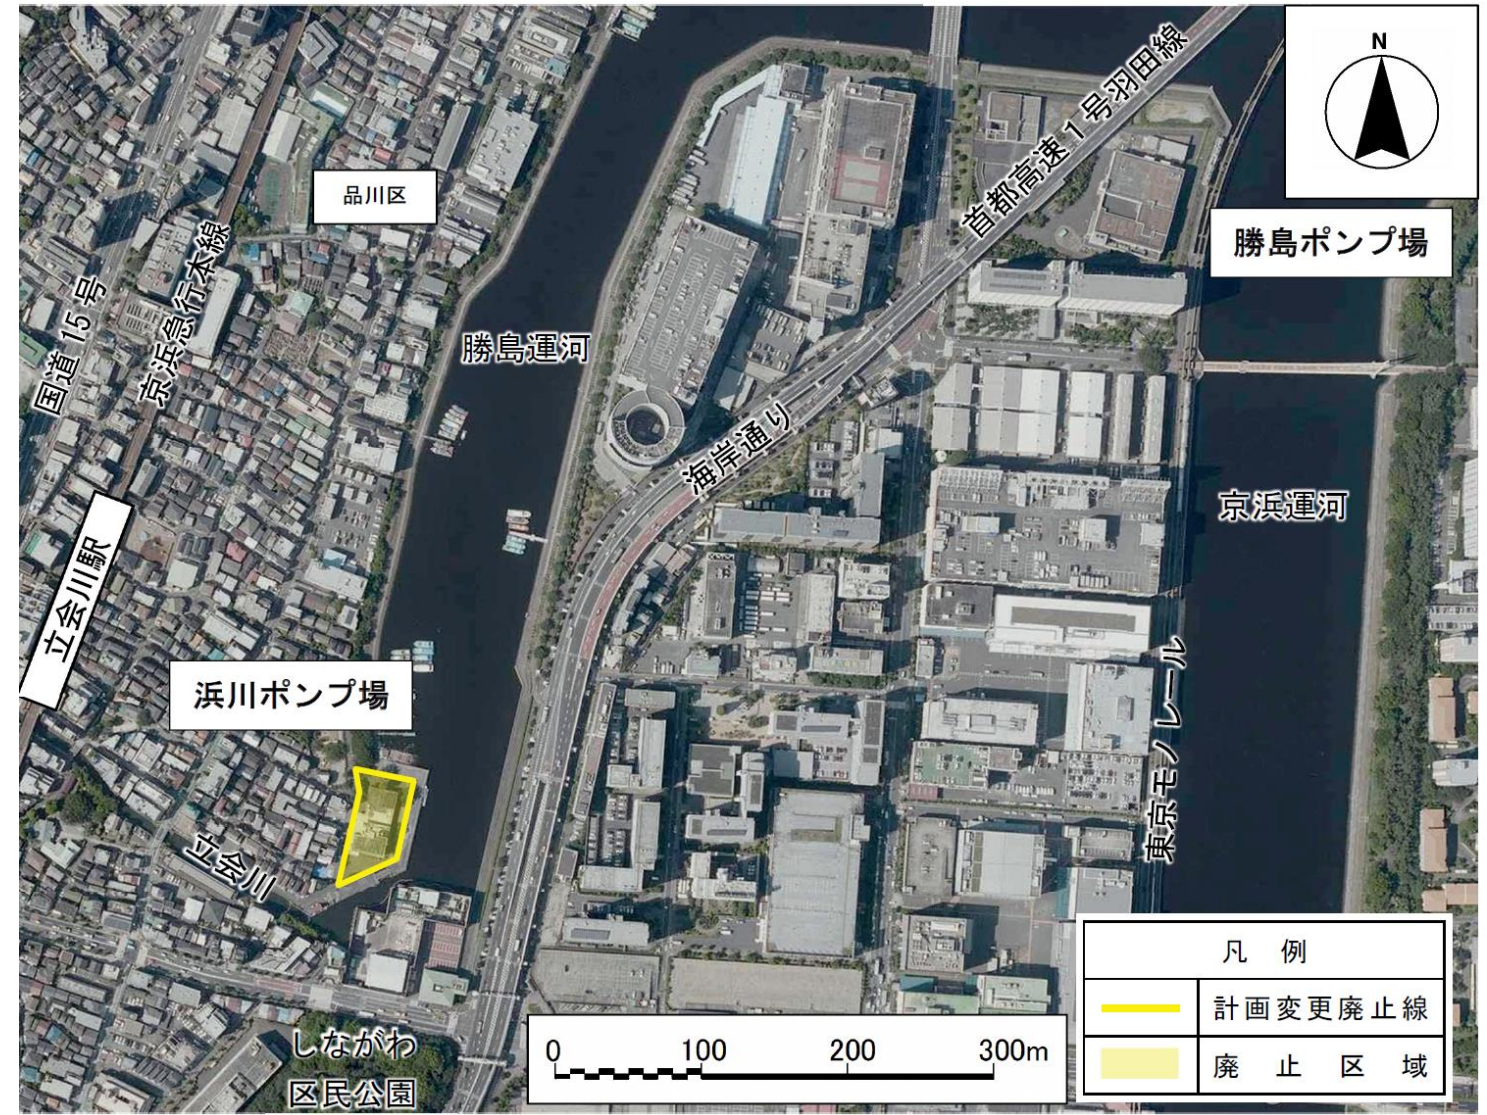 N
品川区
勝島ポンプ場
首都高速1号羽田線
国道15号
京浜急行本線
勝島運河
海岸通り
京浜運河
立会川駅
浜川ポンプ場
東京モノレール
立会川
しながわ
区民公園
0 100 200 300m
凡例
計画変更廃止線
廃止区域